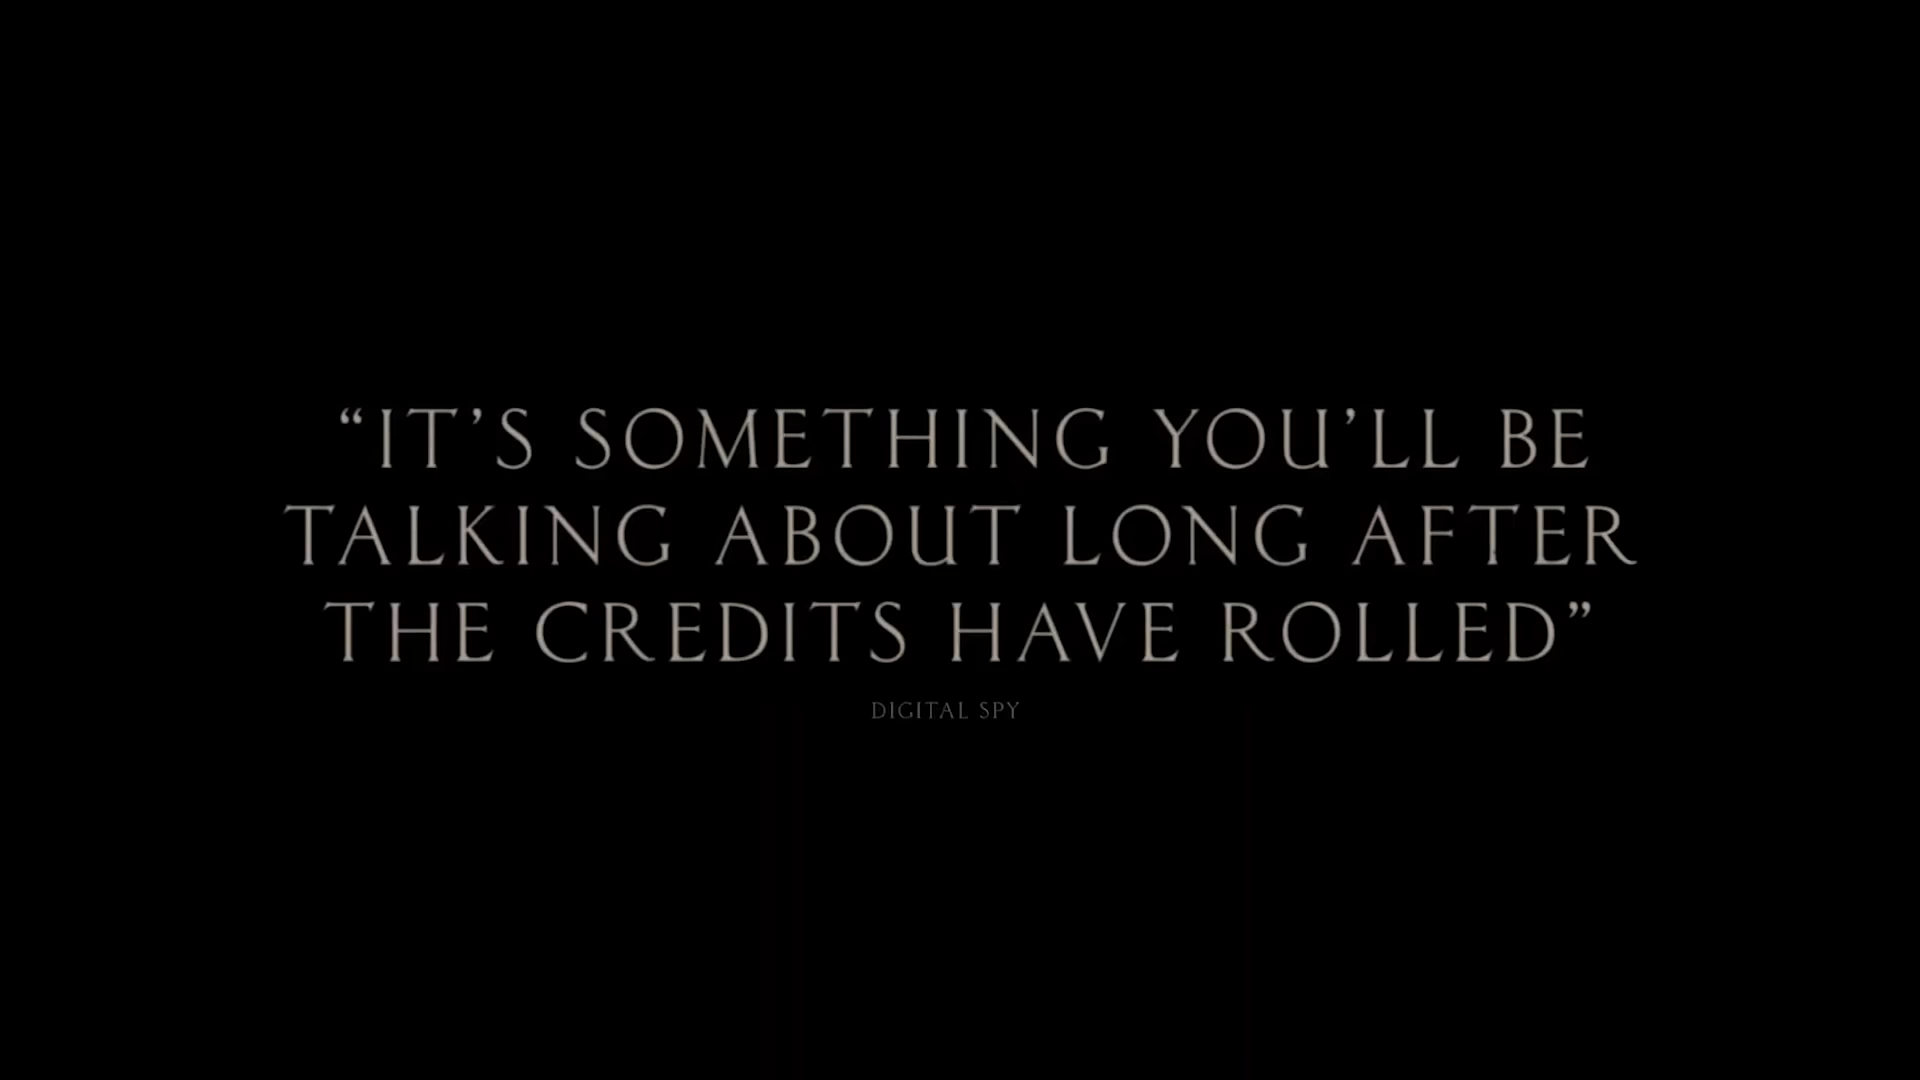 “IT’S SOMETHING YOU’LL BE
TALKING ABOUT LONG AFTER
THE CREDITS HAVE ROLLED”
DIGITAL SPY